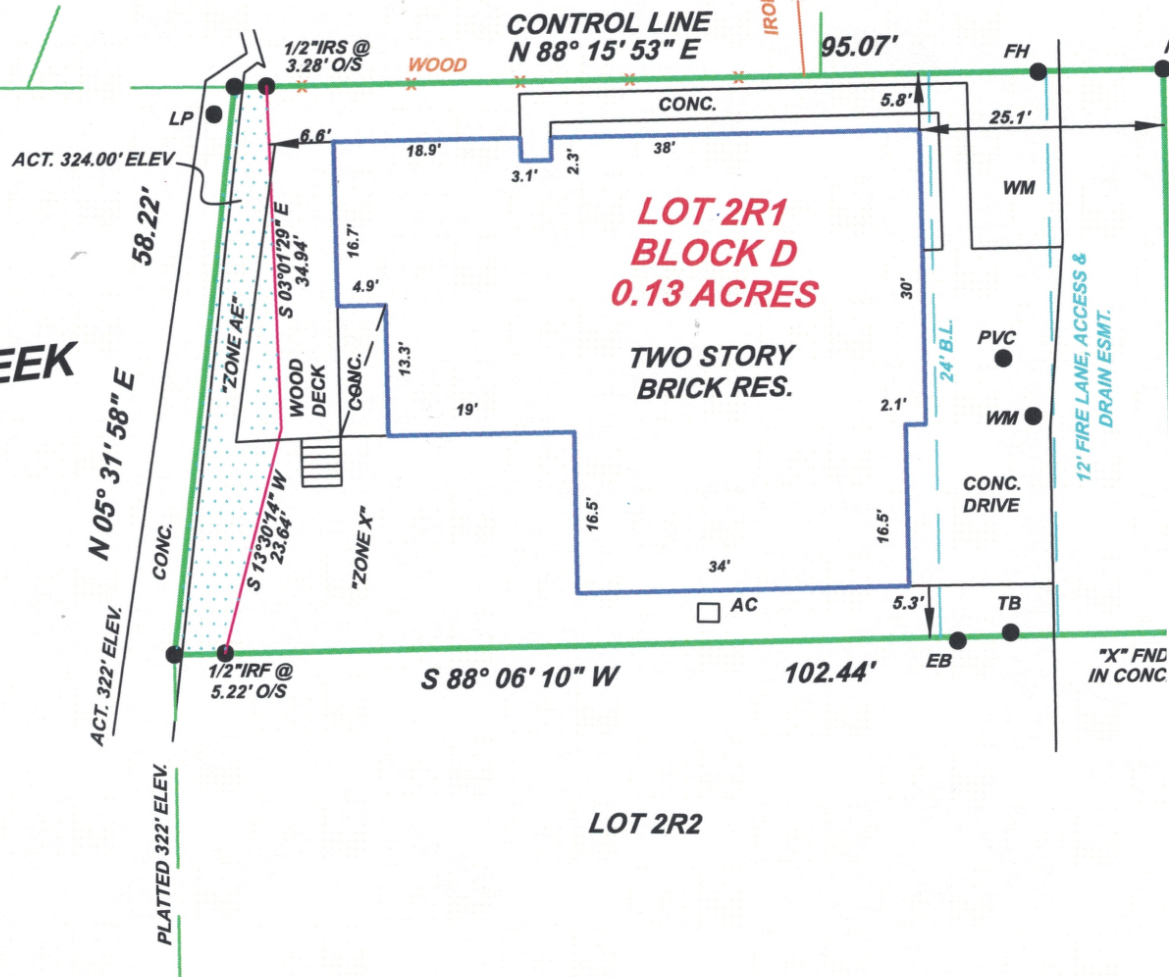 CONTROL LINE
N 88° 15' 53" E
95.07'
1/2"IRS @
3.28' O/S
WOOD
FH
LP
CONC.
5.8'
25.1'
6.6'
18.9'
3.1'
2.3'
38'
ACT. 324.00' ELEV
WM
LOT 2R1
BLOCK D
0.13 ACRES
58.22'
S 03°01'29" E
34.94'
16.7'
4.9'
30'
"ZONE AE"
WOOD
DECK
CONC.
13.3'
TWO STORY
BRICK RES.
24' B.L.
PVC
12' FIRE LANE, ACCESS &
DRAIN ESMT.
N 05° 31' 58" E
19'
2.1'
WM
CONC.
DRIVE
S 13°30'14" W
23.64'
"ZONE X"
16.5'
16.5'
CONC.
34'
AC
5.3'
TB
EB
ACT. 322' ELEV.
1/2"IRF @
5.22' O/S
S 88° 06' 10" W
102.44'
"X" FND
IN CONC
PLATTED 322' ELEV.
LOT 2R2